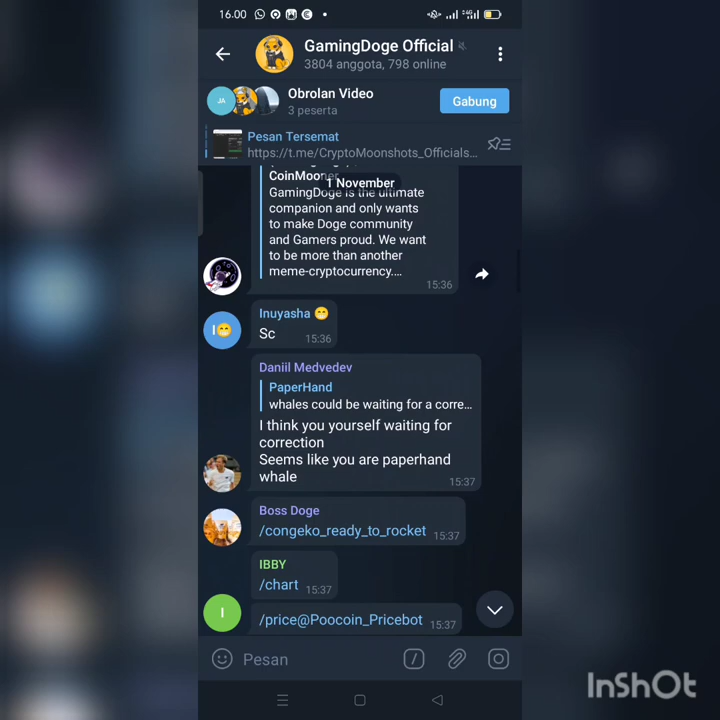 16.00
GamingDoge Official
3804 anggota, 798 online
JA
Obrolan Video
3 peserta
Gabung
Pesan Tersemat
https://t.me/CryptoMoonshots_Officials...
CoinMooner
1 November
GamingDoge is the ultimate
companion and only wants
to make Doge community
and Gamers proud. We want
to be more than another
meme-cryptocurrency....
15:36
Inuyasha 😁
I😁
Sc
15:36
Daniil Medvedev
PaperHand
whales could be waiting for a corre...
I think you yourself waiting for
correction
Seems like you are paperhand
whale
15:37
Boss Doge
/congeko_ready_to_rocket
15:37
IBBY
/chart
15:37
I
/price@Poocoin_Pricebot
15:37
Pesan
InShOt